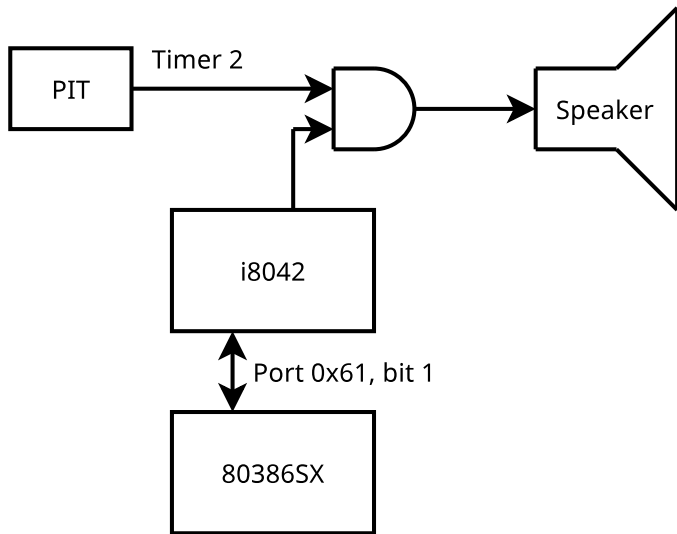 Timer 2
PIT
Speaker
i8042
Port 0x61, bit 1
80386SX